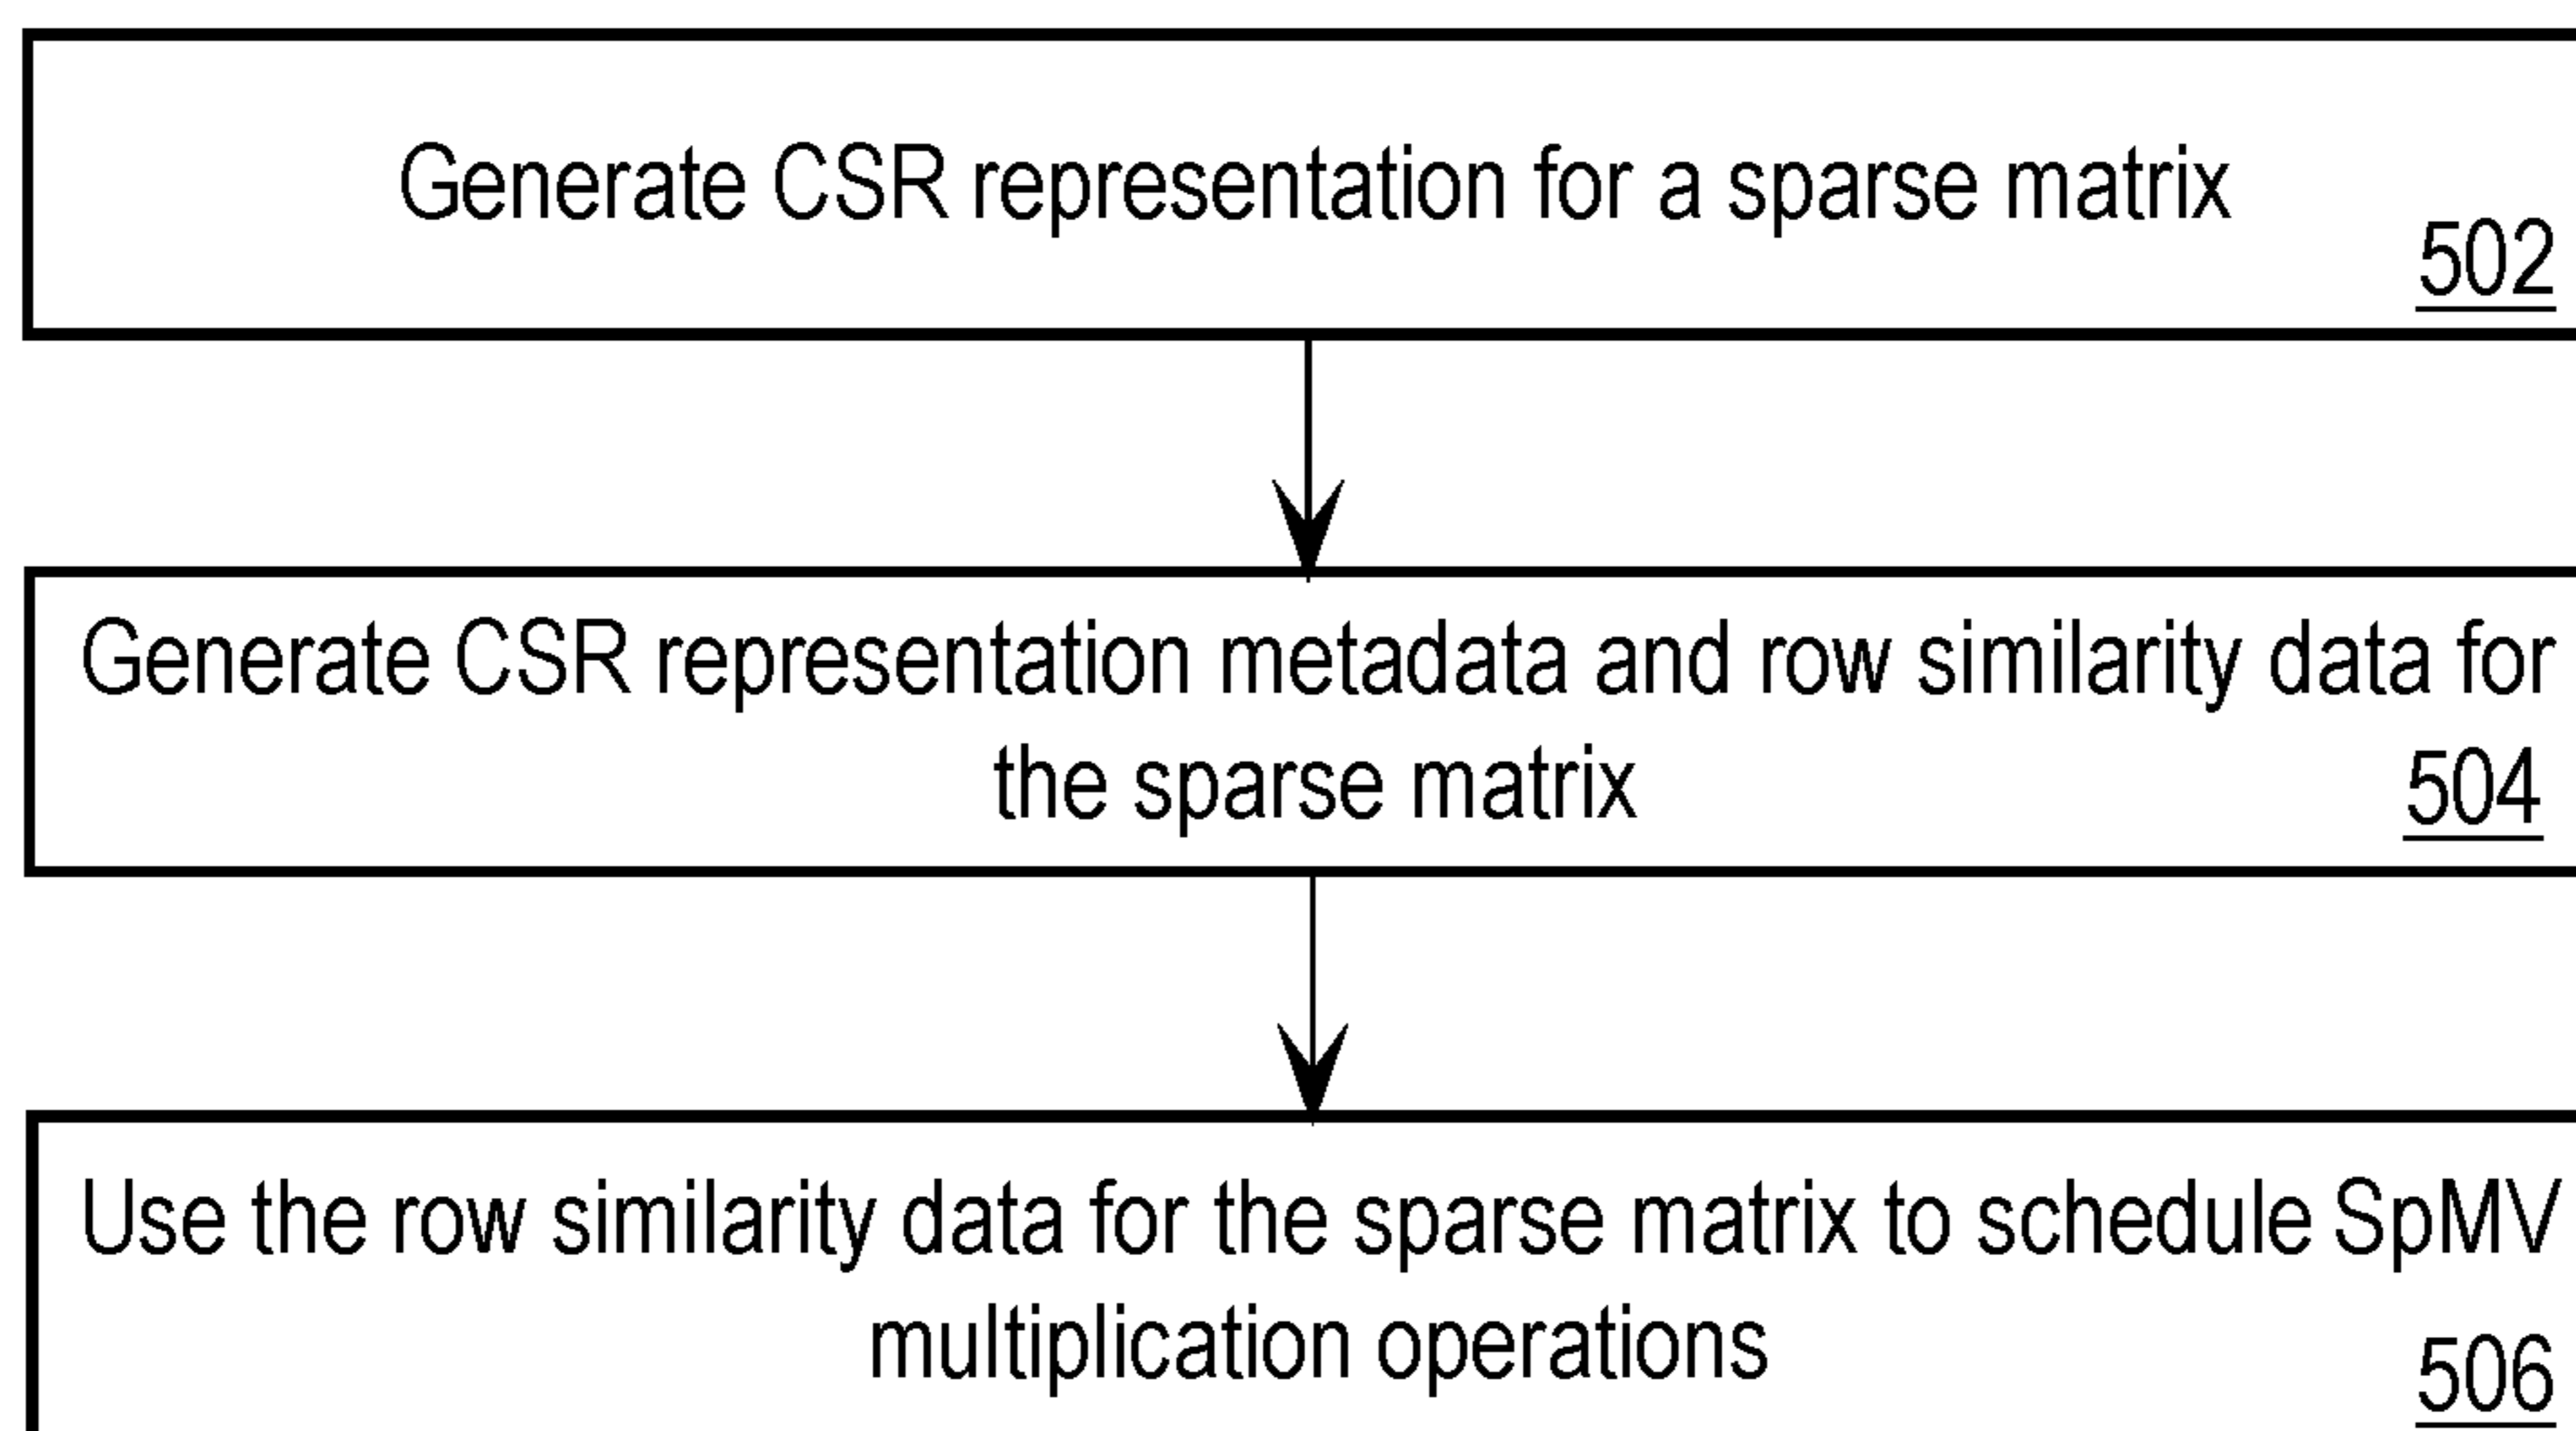 Generate CSR representation for a sparse matrix
502
Generate CSR representation metadata and row similarity data for
the sparse matrix
504
Use the row similarity data for the sparse matrix to schedule SpMV
multiplication operations
506